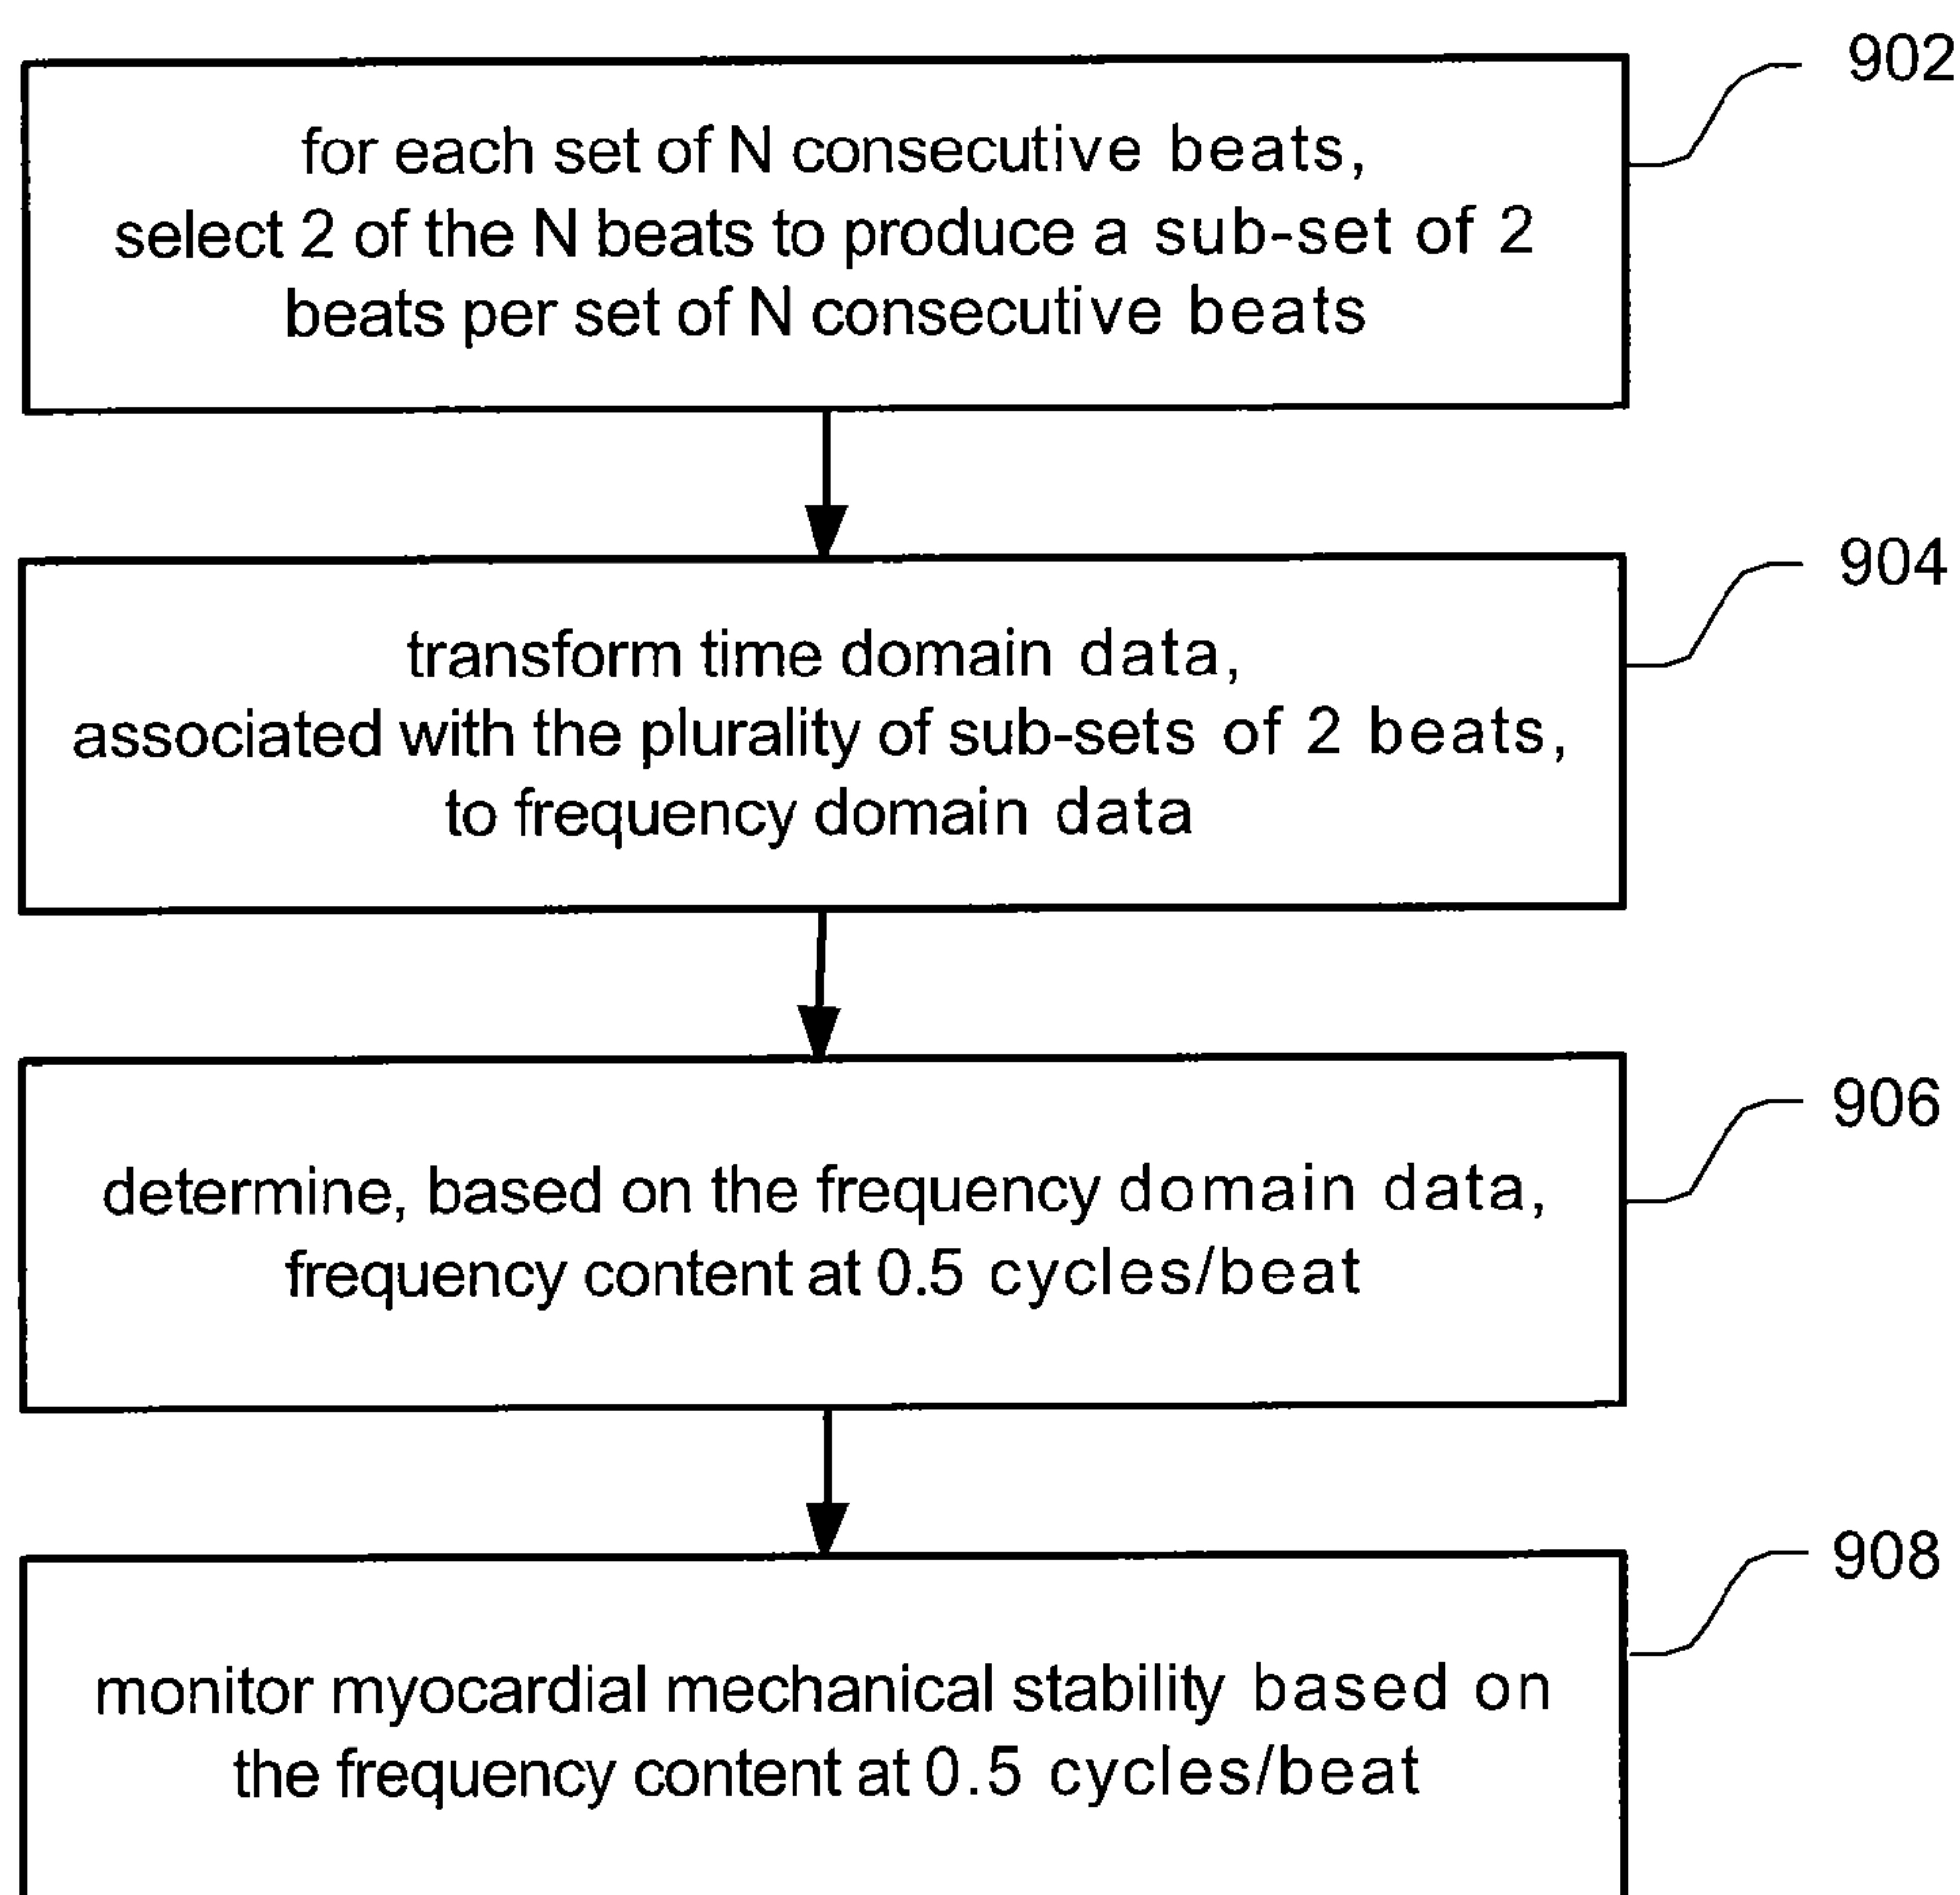 902
for each set of N consecutive beats,
select 2 of the N beats to produce a sub-set of 2
beats per set of N consecutive beats
904
transform time domain data,
associated with the plurality of sub-sets of 2 beats,
to frequency domain data
906
determine, based on the frequency domain data,
frequency content at 0.5 cycles/beat
908
monitor myocardial mechanical stability based on
the frequency content at 0.5 cycles/beat